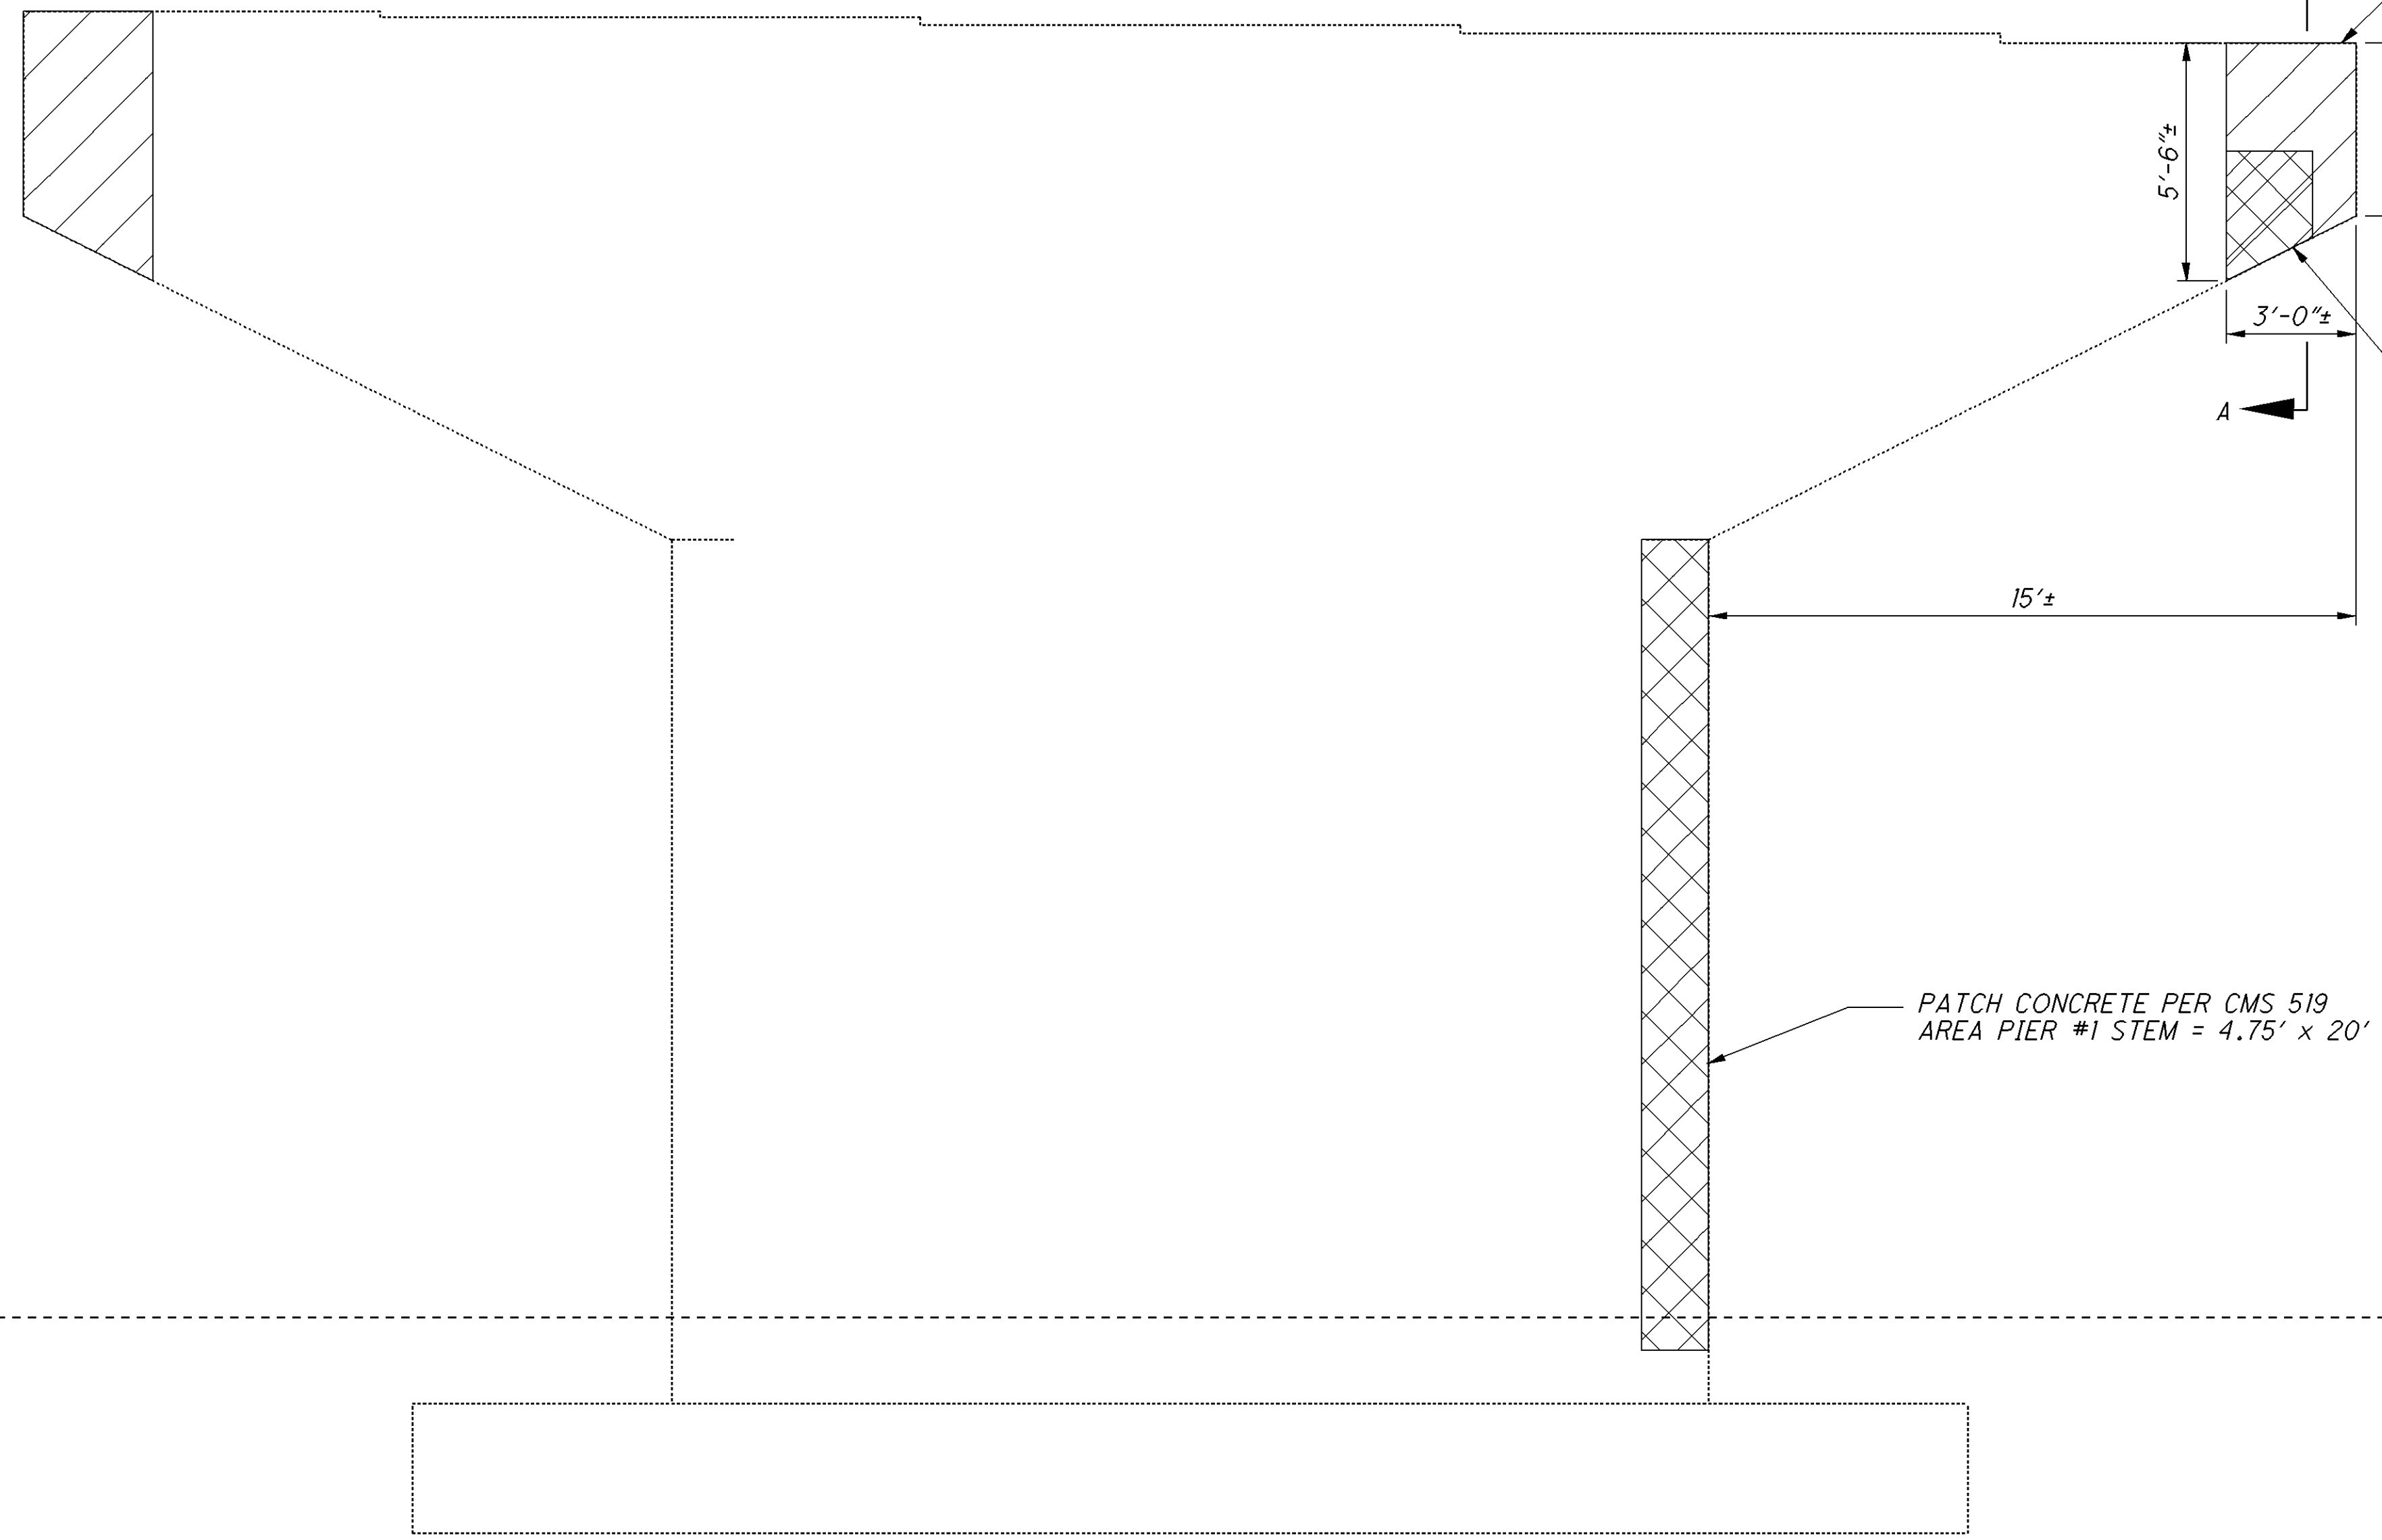 5'-6"±
3'-0"±
A
15'±
PATCH CONCRETE PER CMS 519
AREA PIER #1 STEM = 4.75' x 20'